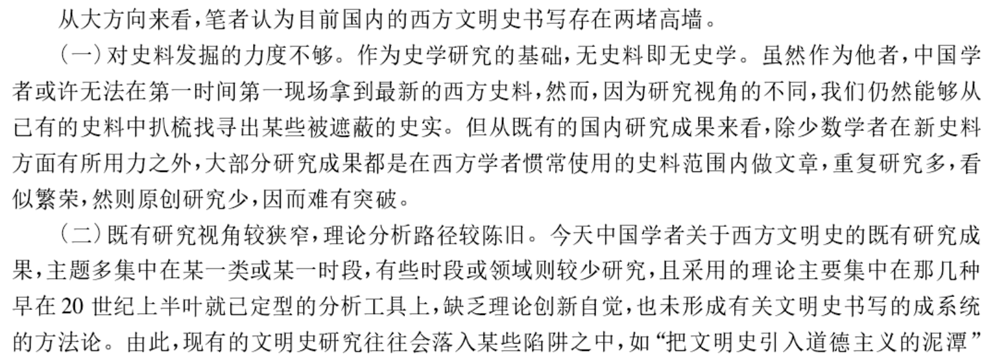 从大方向来看,笔者认为目前国内的西方文明史书写存在两堵高墙。
(一)对史料发掘的力度不够。作为史学研究的基础,无史料即无史学。虽然作为他者,中国学
者或许无法在第一时间第一现场拿到最新的西方史料,然而,因为研究视角的不同,我们仍然能够从
已有的史料中扒梳找寻出某些被遮蔽的史实。但从既有的国内研究成果来看,除少数学者在新史料
方面有所用力之外,大部分研究成果都是在西方学者惯常使用的史料范围内做文章,重复研究多,看
似繁荣,然则原创研究少,因而难有突破。
(二)既有研究视角较狭窄,理论分析路径较陈旧。今天中国学者关于西方文明史的既有研究成
果,主题多集中在某一类或某一时段,有些时段或领域则较少研究,且采用的理论主要集中在那几种
早在 20 世纪上半叶就已定型的分析工具上,缺乏理论创新自觉,也未形成有关文明史书写的成系统
的方法论。由此,现有的文明史研究往往会落入某些陷阱之中,如“把文明史引入道德主义的泥潭”